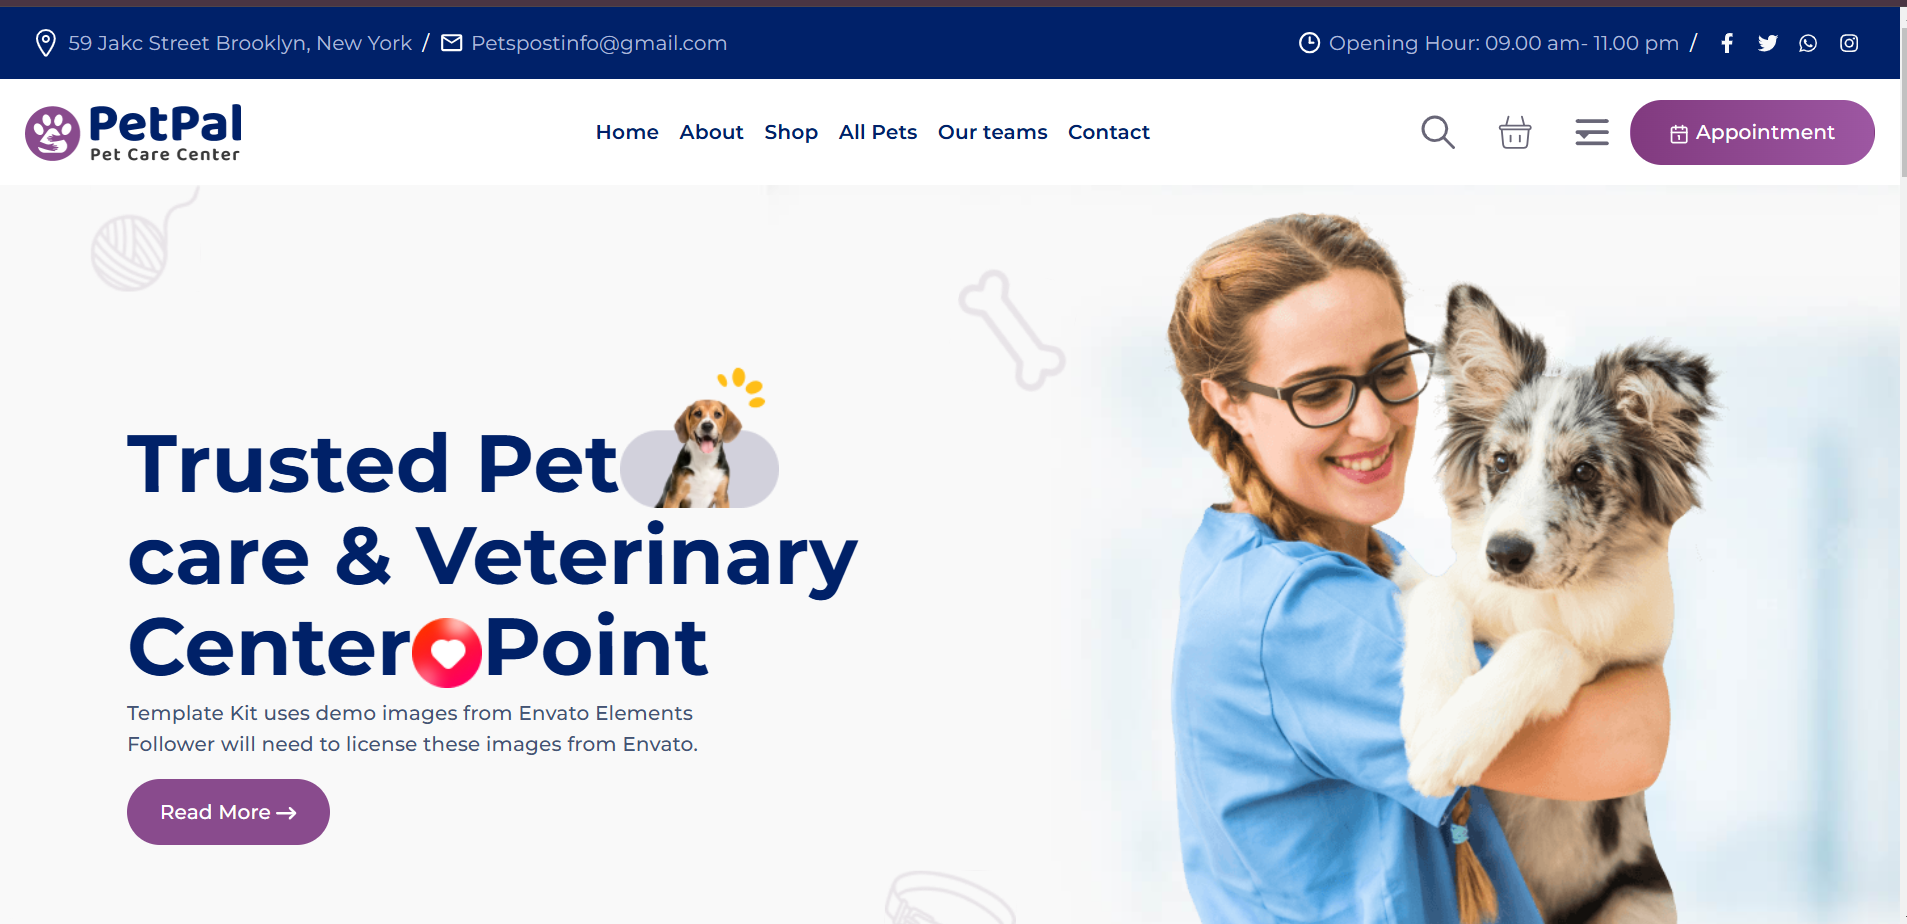 59 Jakc Street Brooklyn, New York / Petspostinfo@gmail.com
Opening Hour: 09.00 am- 11.00 pm /
PetPal
Pet Care Center
Home About Shop All Pets Our teams Contact
Appointment
Trusted Pet
care & Veterinary
Center Point
Template Kit uses demo images from Envato Elements
Follower will need to license these images from Envato.
Read More →